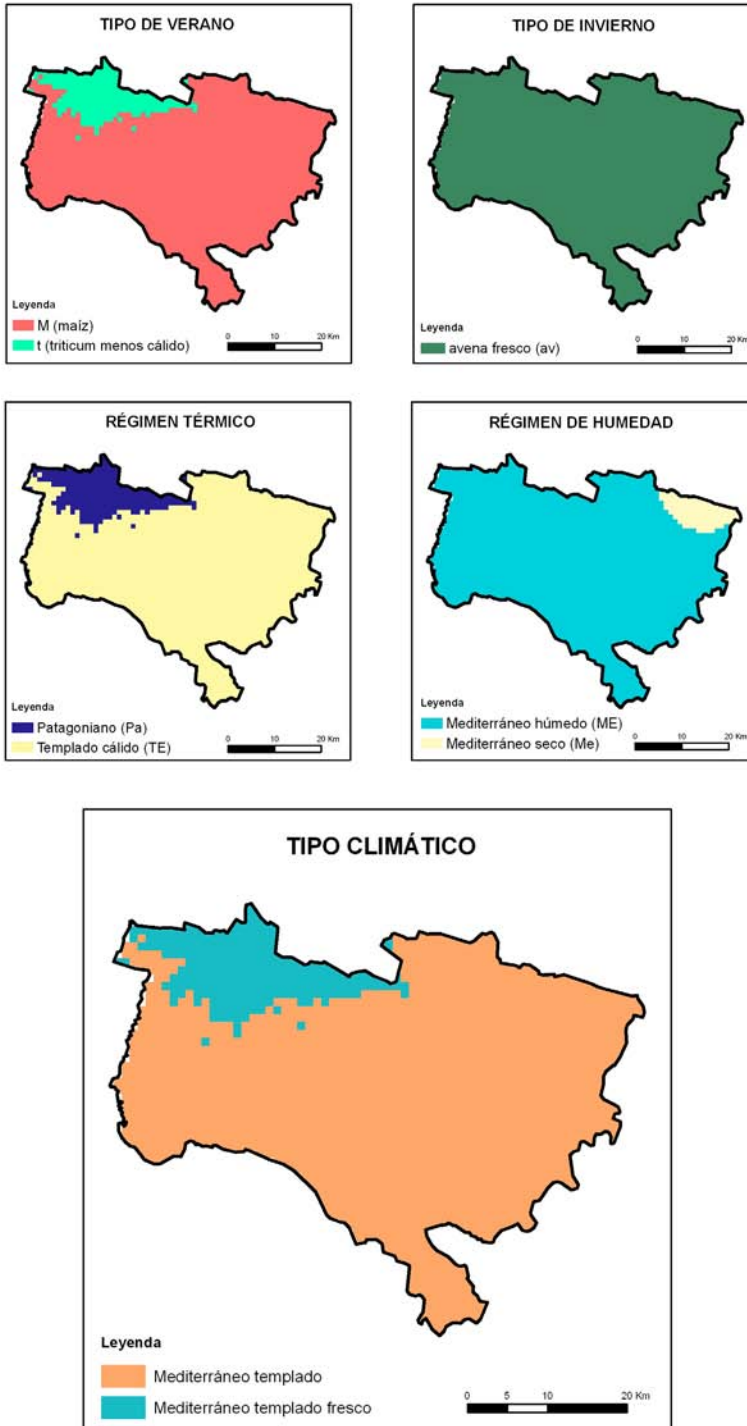 TIPO DE VERANO
Leyenda
M (maíz)
t (triticum menos cálido)
0 10 20 Km
TIPO DE INVIERNO
Leyenda
avena fresco (av)
0 10 20 Km
RÉGIMEN TÉRMICO
Leyenda
Patagoniano (Pa)
Templado cálido (TE)
0 10 20 Km
RÉGIMEN DE HUMEDAD
Leyenda
Mediterráneo húmedo (ME)
Mediterráneo seco (Me)
0 10 20 Km
TIPO CLIMÁTICO
Leyenda
Mediterráneo templado
Mediterráneo templado fresco
0 5 10 20 Km